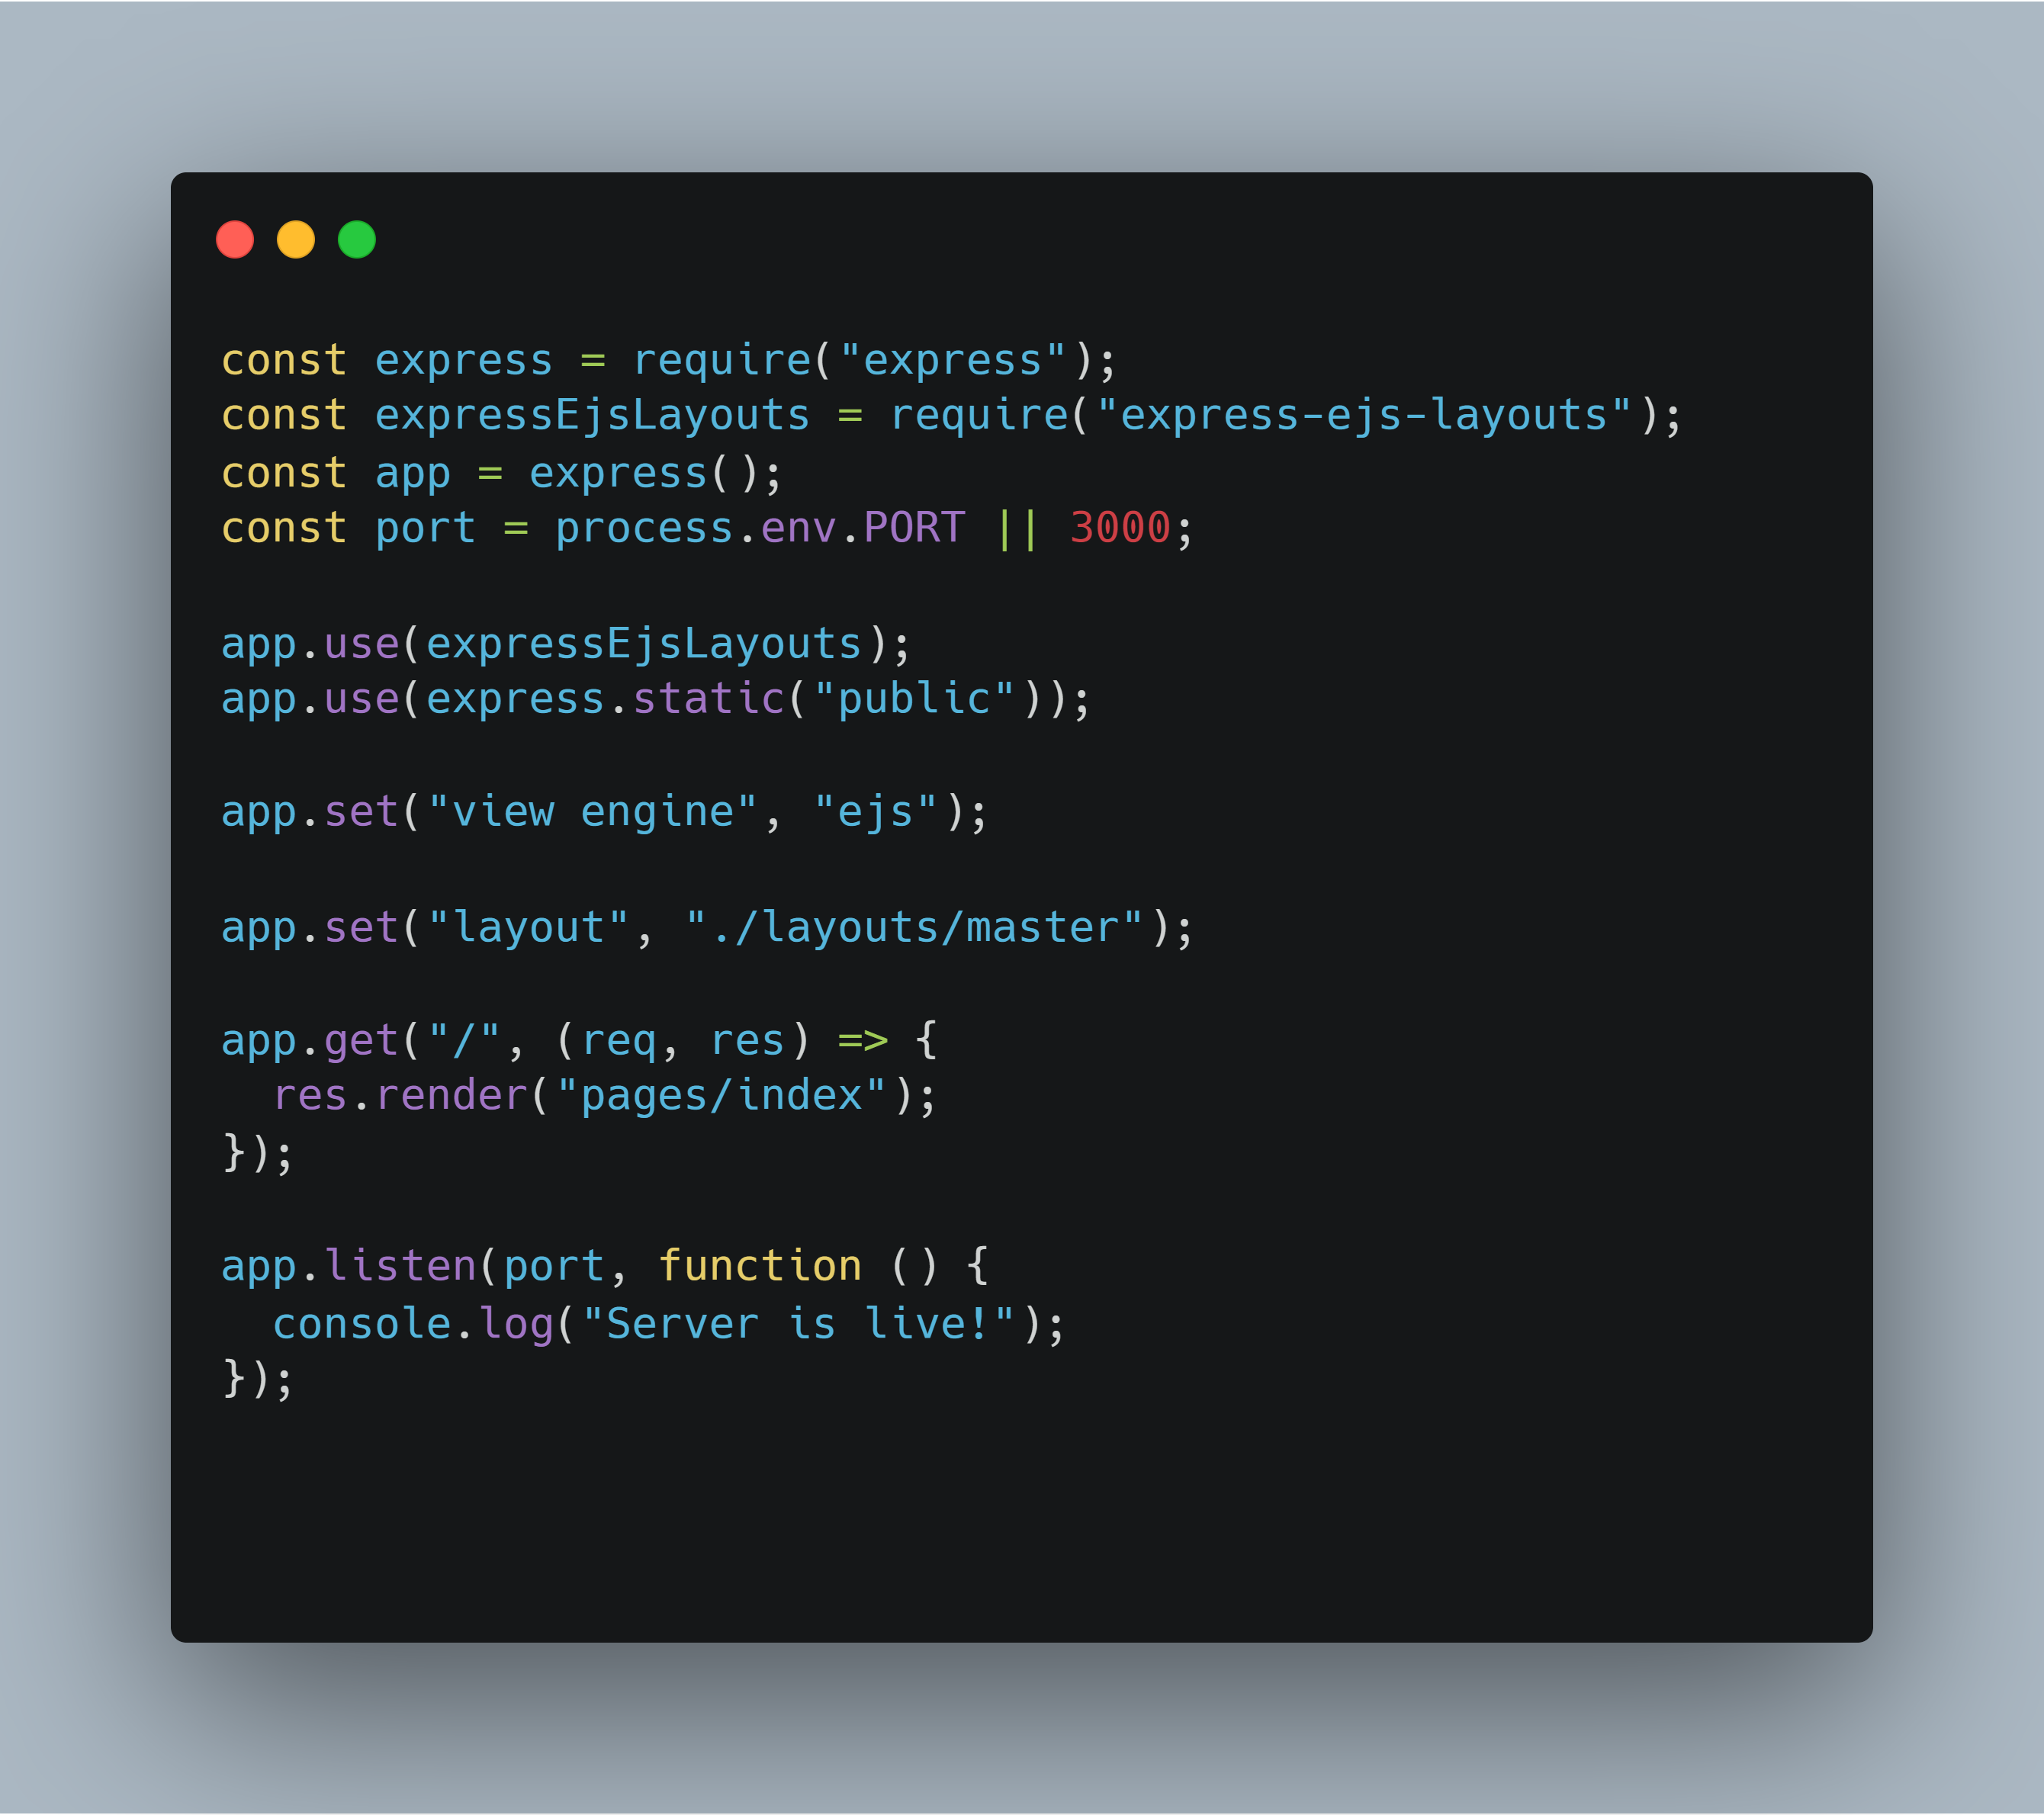 const express = require("express");
const expressEjsLayouts = require("express-ejs-layouts");
const app = express();
const port = process.env.PORT || 3000;

app.use(expressEjsLayouts);
app.use(express.static("public"));

app.set("view engine", "ejs");

app.set("layout", "./layouts/master");

app.get("/", (req, res) => {
  res.render("pages/index");
});

app.listen(port, function () {
  console.log("Server is live!");
});